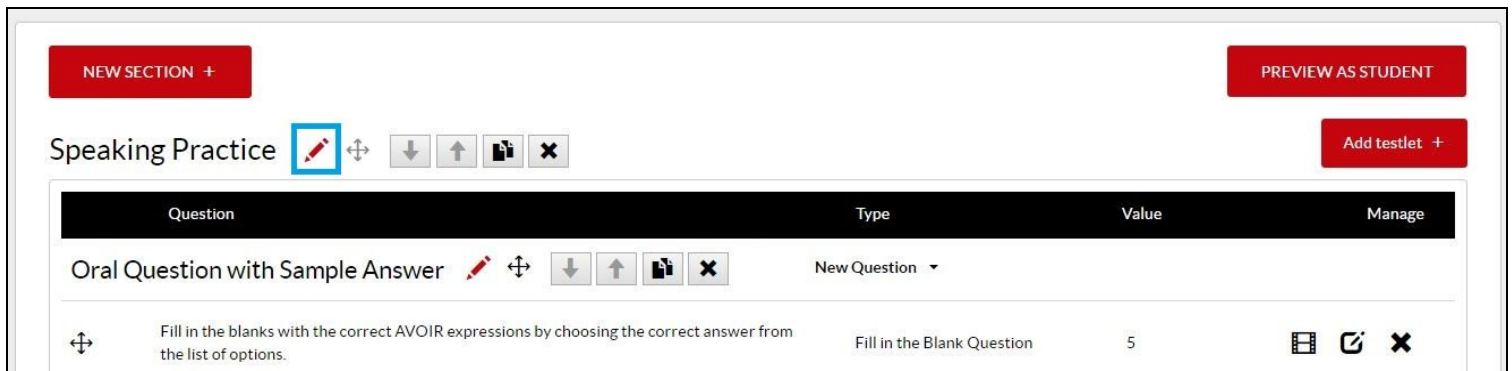 NEW SECTION +
PREVIEW AS STUDENT
Speaking Practice
Add testlet +
Question Type Value Manage
Oral Question with Sample Answer New Question
Fill in the blanks with the correct AVOIR expressions by choosing the correct answer from
the list of options.
Fill in the Blank Question 5